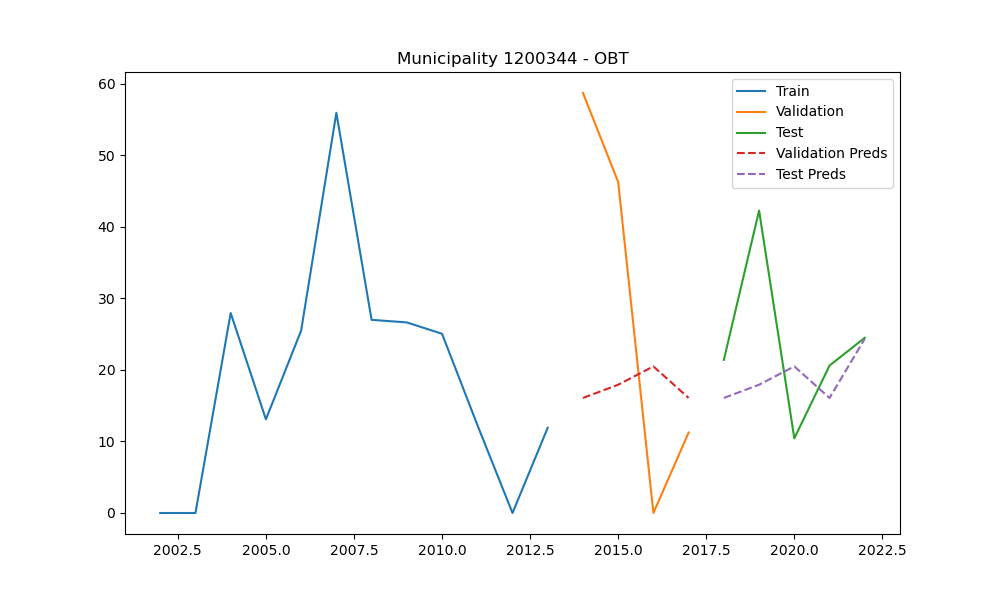 Municipality 1200344 - OBT
Train
Validation
Test
Validation Preds
Test Preds
60
50
40
30
20
10
0
2002.5 2005.0 2007.5 2010.0 2012.5 2015.0 2017.5 2020.0 2022.5